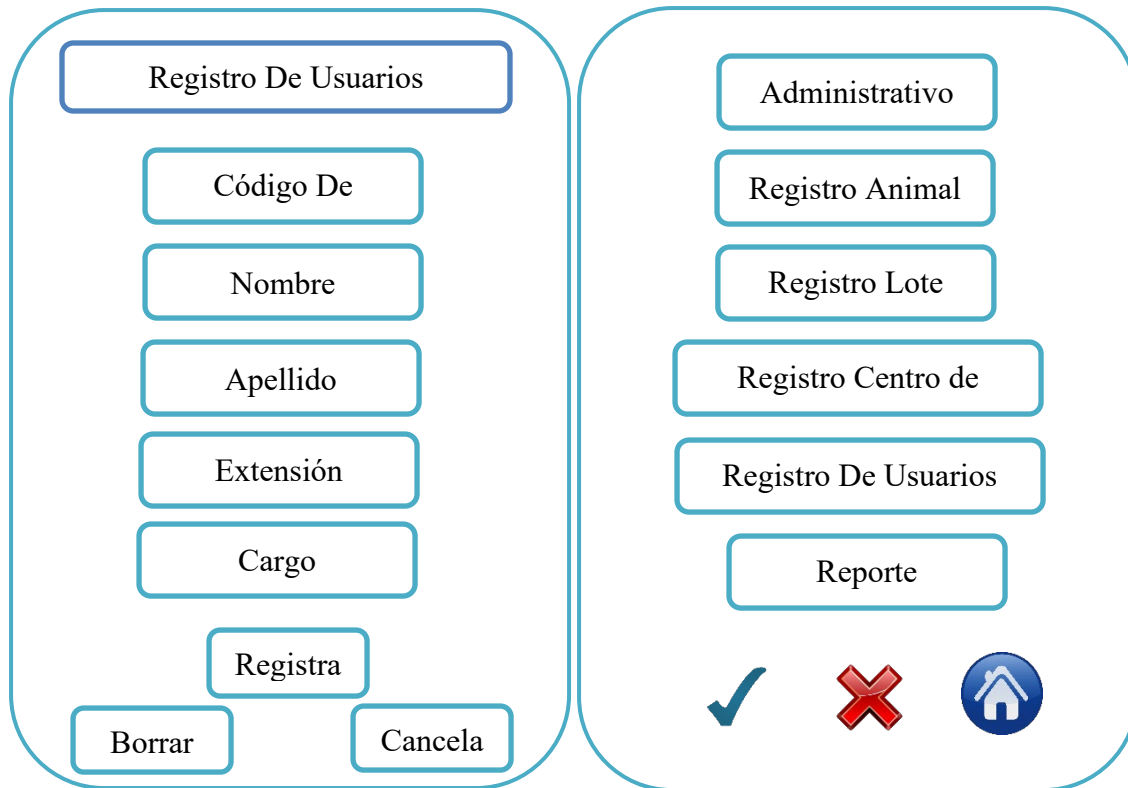 Registro De Usuarios
Código De
Nombre
Apellido
Extensión
Cargo
Registra
Borrar
Cancela
Administrativo
Registro Animal
Registro Lote
Registro Centro de
Registro De Usuarios
Reporte